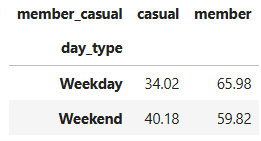 member_casual casual member
day_type
Weekday 34.02 65.98
Weekend 40.18 59.82